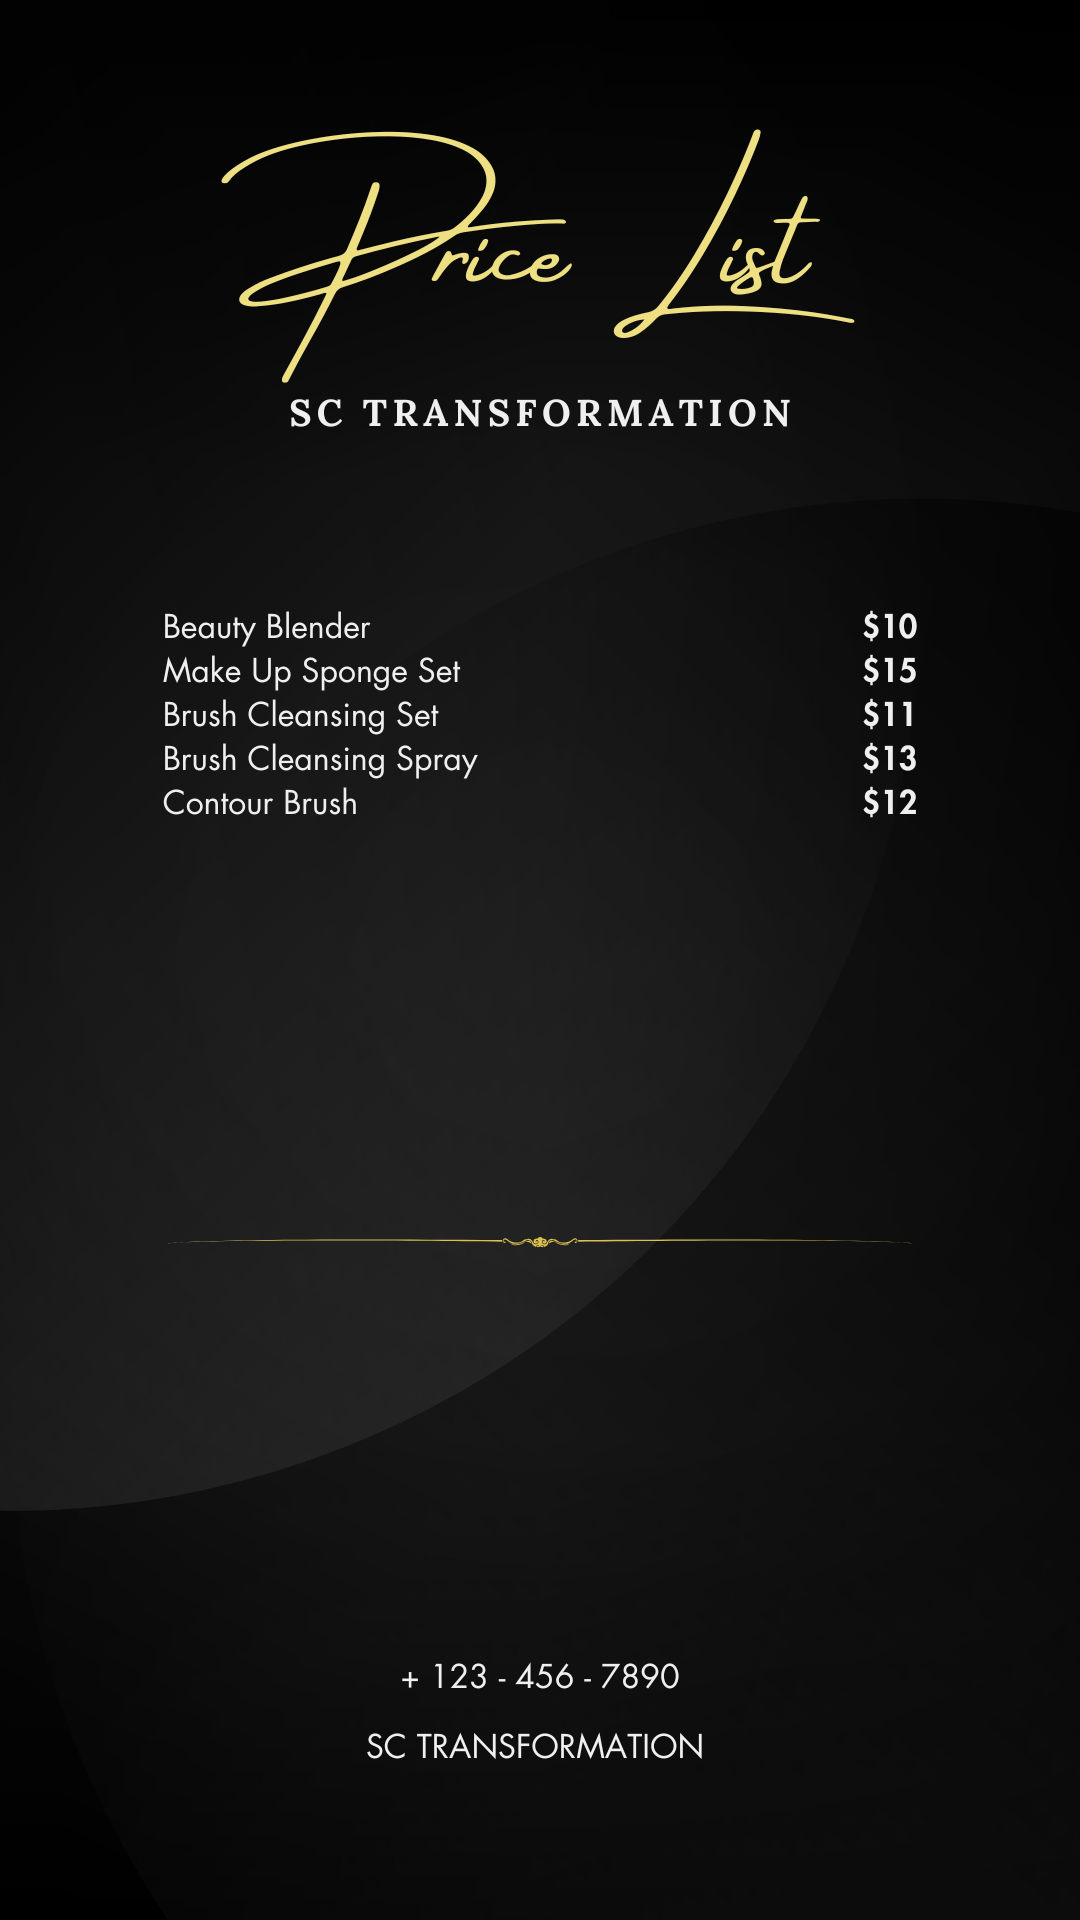 Price List
SC TRANSFORMATION
Beauty Blender $10
Make Up Sponge Set $15
Brush Cleansing Set $11
Brush Cleansing Spray $13
Contour Brush $12
+ 123 - 456 - 7890
SC TRANSFORMATION